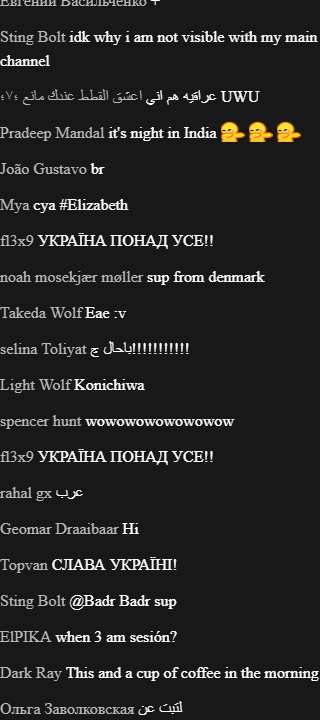 Евгений Васильченко +
Sting Bolt idk why i am not visible with my main
channel
عراقيه هم اني اعشق القطط عندك مانع ؛٧؛ UWU
Pradeep Mandal it's night in India
João Gustavo br
Mya cya #Elizabeth
fl3x9 УКРАЇНА ПОНАД УСЕ!!
noah mosekjær møller sup from denmark
Takeda Wolf Eae :v
selina Toliyat باحال ج!!!!!!!!!!!
Light Wolf Konichiwa
spencer hunt wowowowowowowow
fl3x9 УКРАЇНА ПОНАД УСЕ!!
rahal gx عرب
Geomar Draaibaar Hi
Topvan СЛАВА УКРАЇНІ!
Sting Bolt @Badr Badr sup
ElPIKA when 3 am sesión?
Dark Ray This and a cup of coffee in the morning
Ольга Заволковская عن